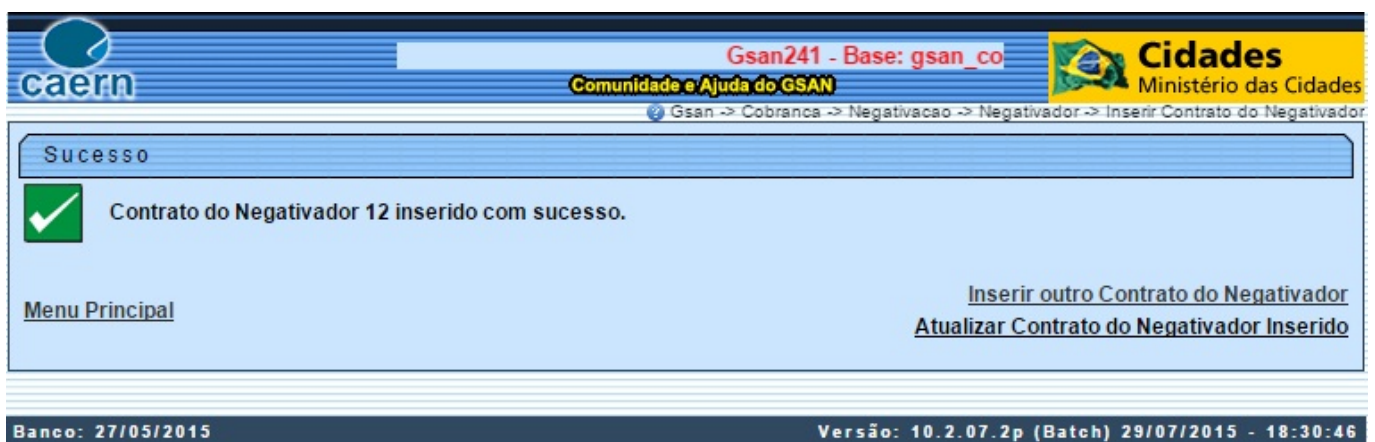 caern
Gsan241 - Base: gsan_co
Comunidade e Ajuda do GSAN
Cidades
Ministério das Cidades
Gsan -> Cobranca -> Negativacao -> Negativador -> Inserir Contrato do Negativador
Sucesso
Contrato do Negativador 12 inserido com sucesso.
Menu Principal
Inserir outro Contrato do Negativador
Atualizar Contrato do Negativador Inserido
Banco: 27/05/2015
Versão: 10.2.07.2p (Batch) 29/07/2015 - 18:30:46